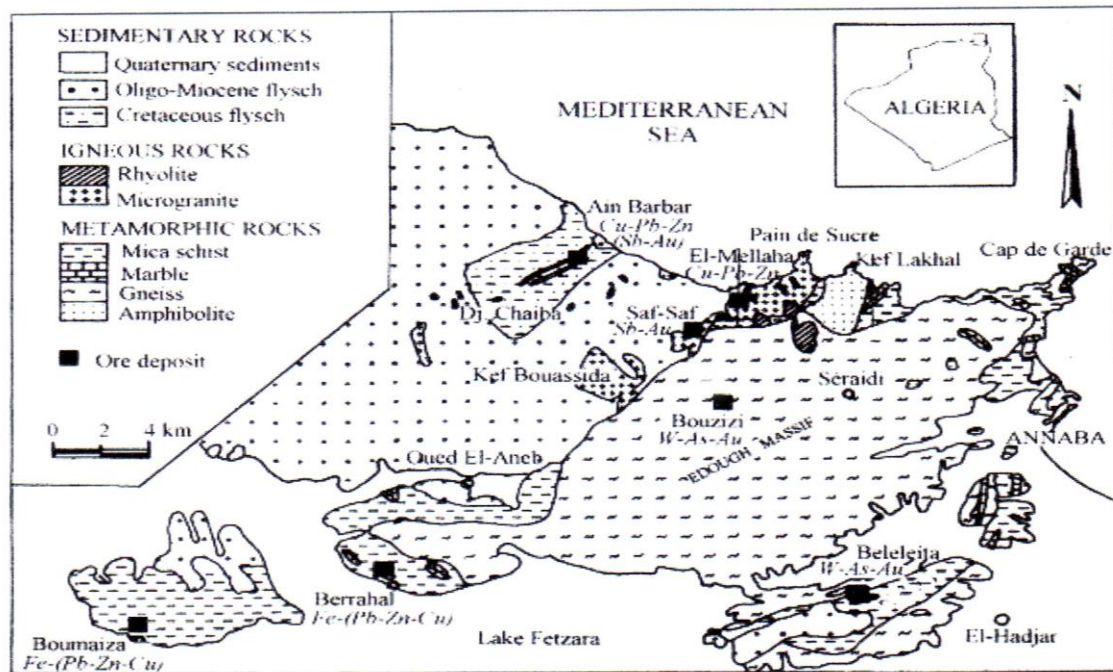 SEDIMENTARY ROCKS
Quaternary sediments
Oligo-Miocene flysch
Cretaceous flysch
IGNEOUS ROCKS
Rhyolite
Microgranite
METAMORPHIC ROCKS
Mica schist
Marble
Gneiss
Amphibolite
Ore deposit
0 2 4 km
MEDITERRANEAN
SEA
ALGERIA
N
Ain Barbar
Cu-Pb-Zn
(Sb-Au)
Pain de Sucre
El-Mellaha
Cu-Pb-Zn
Kef Lakhal
Cap de Garde
Dj. Chaiba
Saf-Saf
Sb-Au
Kef Bouassida
Séraidi
Bouzizi
W-As-Au
EDOUGH MASSIF
ANNABA
Oued El-Aneb
Beleleita
W-As-Au
Berrahal
Fe-(Pb-Zn-Cu)
Lake Fetzara
El-Hadjar
Boumaiza
Fe-(Pb-Zn-Cu)